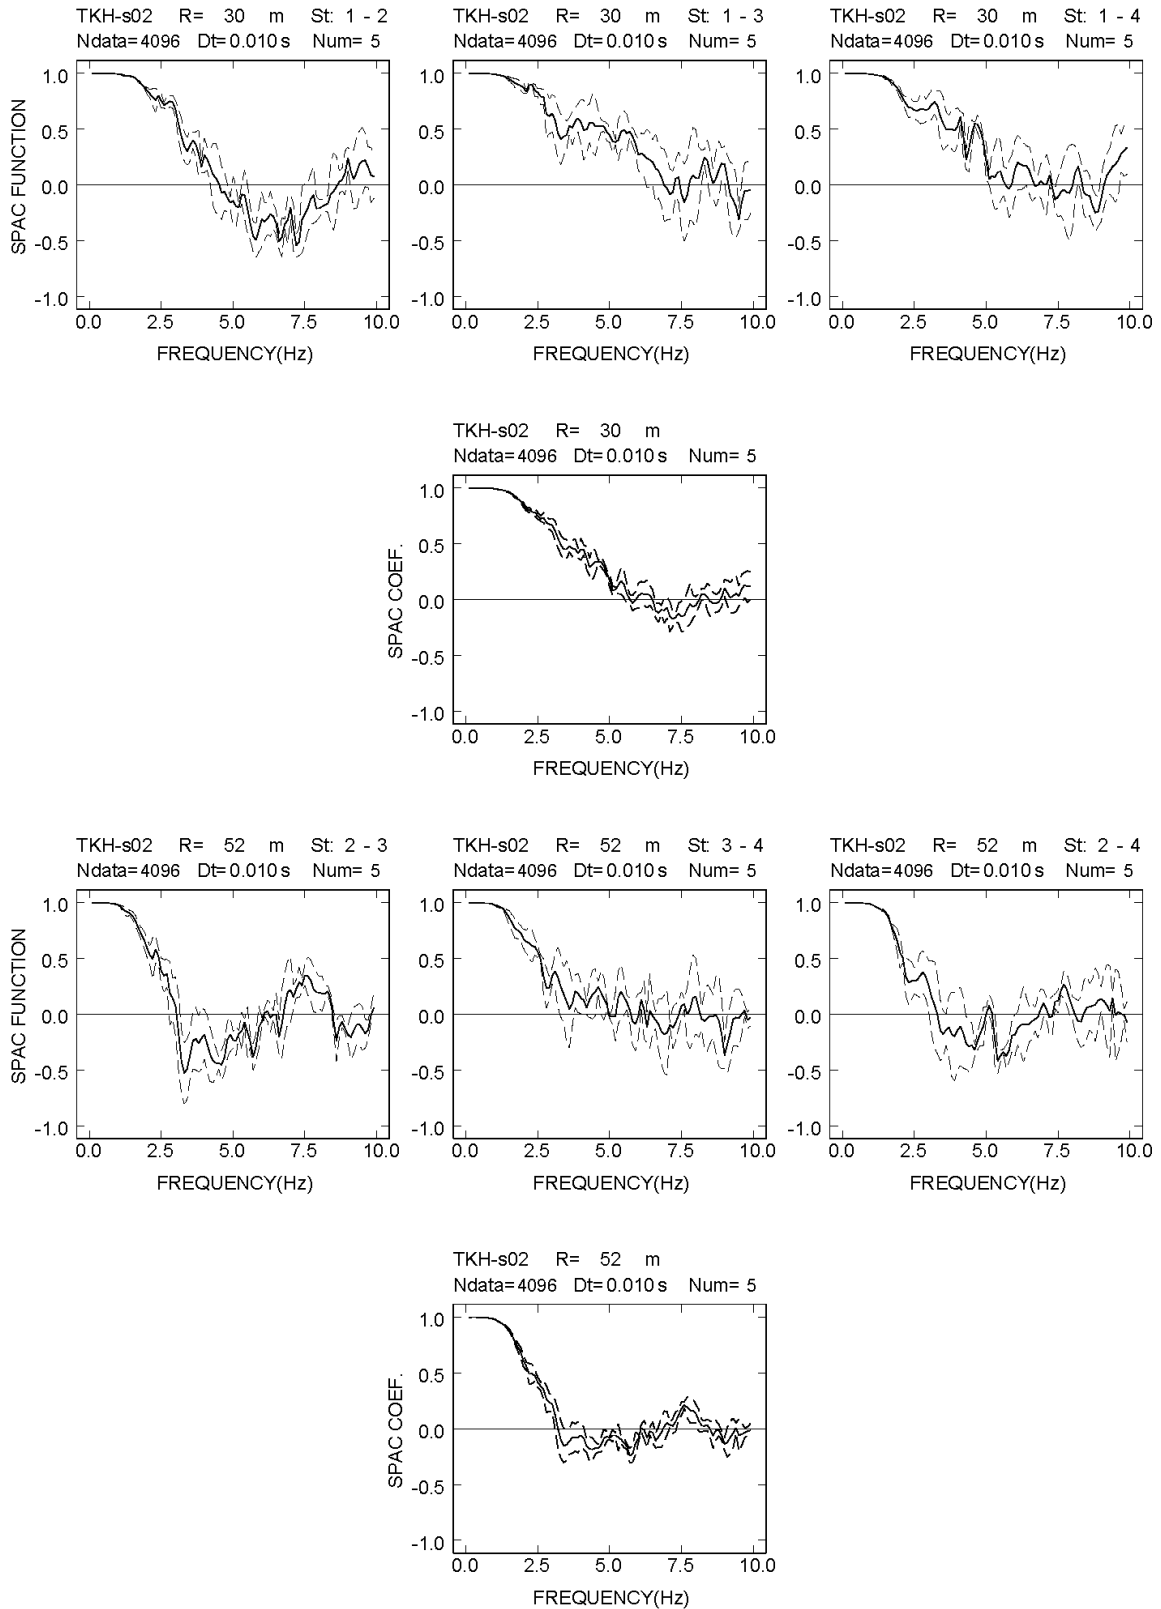 TKH-s02 R= 30 m St: 1 - 2
Ndata=4096 Dt=0.010 s Num= 5
TKH-s02 R= 30 m St: 1 - 3
Ndata=4096 Dt=0.010 s Num= 5
TKH-s02 R= 30 m St: 1 - 4
Ndata=4096 Dt=0.010 s Num= 5
SPAC FUNCTION
1.0
0.5
0.0
-0.5
-1.0
0.0 2.5 5.0 7.5 10.0
FREQUENCY(Hz)
1.0
0.5
0.0
-0.5
-1.0
0.0 2.5 5.0 7.5 10.0
FREQUENCY(Hz)
1.0
0.5
0.0
-0.5
-1.0
0.0 2.5 5.0 7.5 10.0
FREQUENCY(Hz)
TKH-s02 R= 30 m
Ndata=4096 Dt=0.010 s Num= 5
SPAC COEF.
1.0
0.5
0.0
-0.5
-1.0
0.0 2.5 5.0 7.5 10.0
FREQUENCY(Hz)
TKH-s02 R= 52 m St: 2 - 3
Ndata=4096 Dt=0.010 s Num= 5
TKH-s02 R= 52 m St: 3 - 4
Ndata=4096 Dt=0.010 s Num= 5
TKH-s02 R= 52 m St: 2 - 4
Ndata=4096 Dt=0.010 s Num= 5
SPAC FUNCTION
1.0
0.5
0.0
-0.5
-1.0
0.0 2.5 5.0 7.5 10.0
FREQUENCY(Hz)
1.0
0.5
0.0
-0.5
-1.0
0.0 2.5 5.0 7.5 10.0
FREQUENCY(Hz)
1.0
0.5
0.0
-0.5
-1.0
0.0 2.5 5.0 7.5 10.0
FREQUENCY(Hz)
TKH-s02 R= 52 m
Ndata=4096 Dt=0.010 s Num= 5
SPAC COEF.
1.0
0.5
0.0
-0.5
-1.0
0.0 2.5 5.0 7.5 10.0
FREQUENCY(Hz)